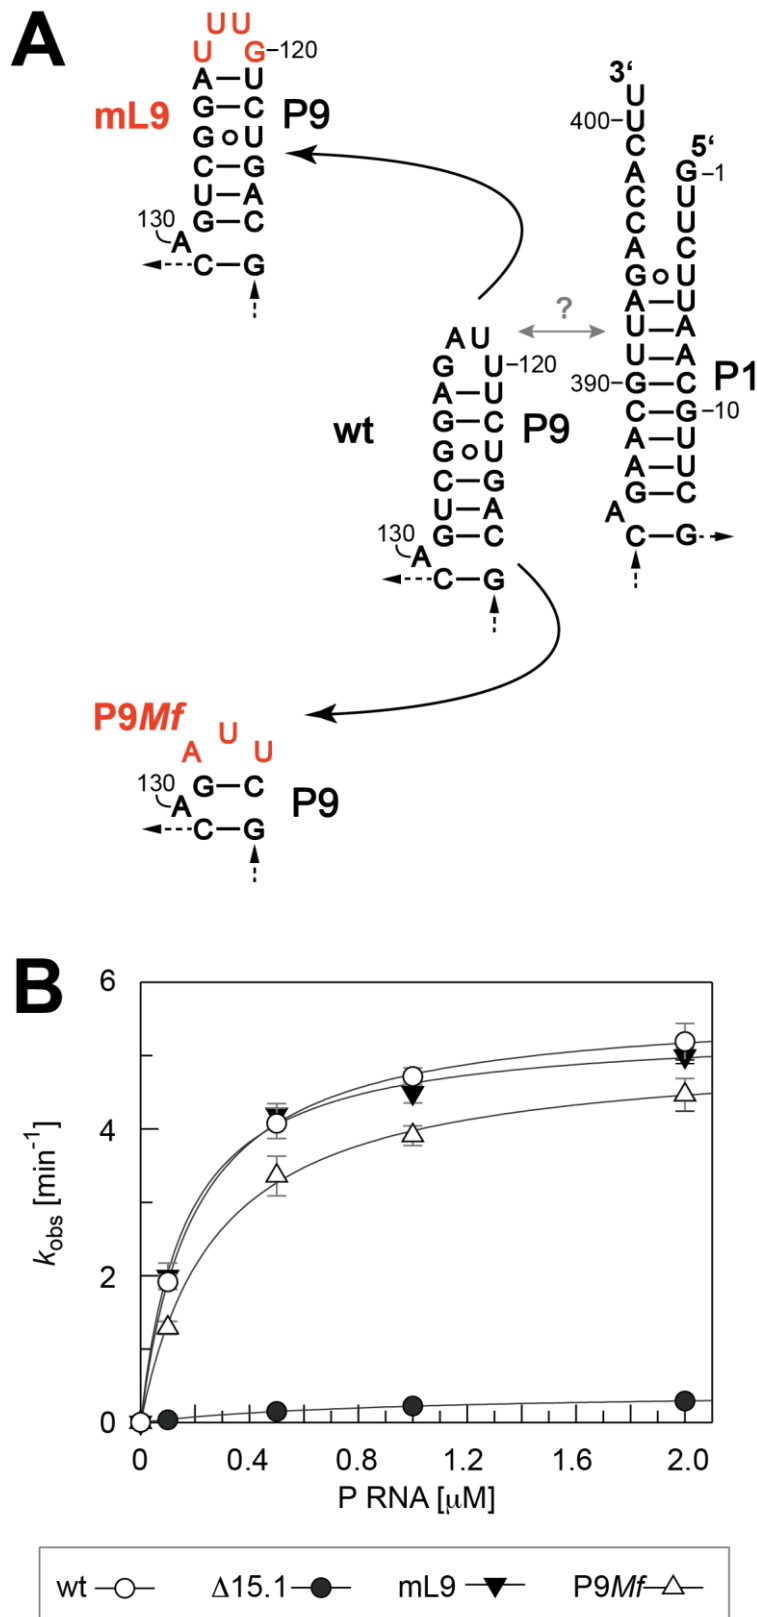 A
U U
U G –120
mL9
A – U
P9
G – C
G o U
C – G
U – A
G – C
130 A
C – G
3‘
U
400 – U
5‘
C
A G –1
C U
C U
A C
G o U
A – U
U – A
U – A
390 – G – C
P1
C – G –10
A – U
A – U
G – C
A
C – G
?
A U
G U –120
A U
wt
G – C
P9
G o U
C – G
U – A
G – C
130 A
C – G
P9Mf
A U U
130 G – C
A
P9
C – G
B
6
4
2
0
kobs [min-1]
0 0.4 0.8 1.2 1.6 2.0
P RNA [μM]
wt Δ15.1 mL9 P9Mf